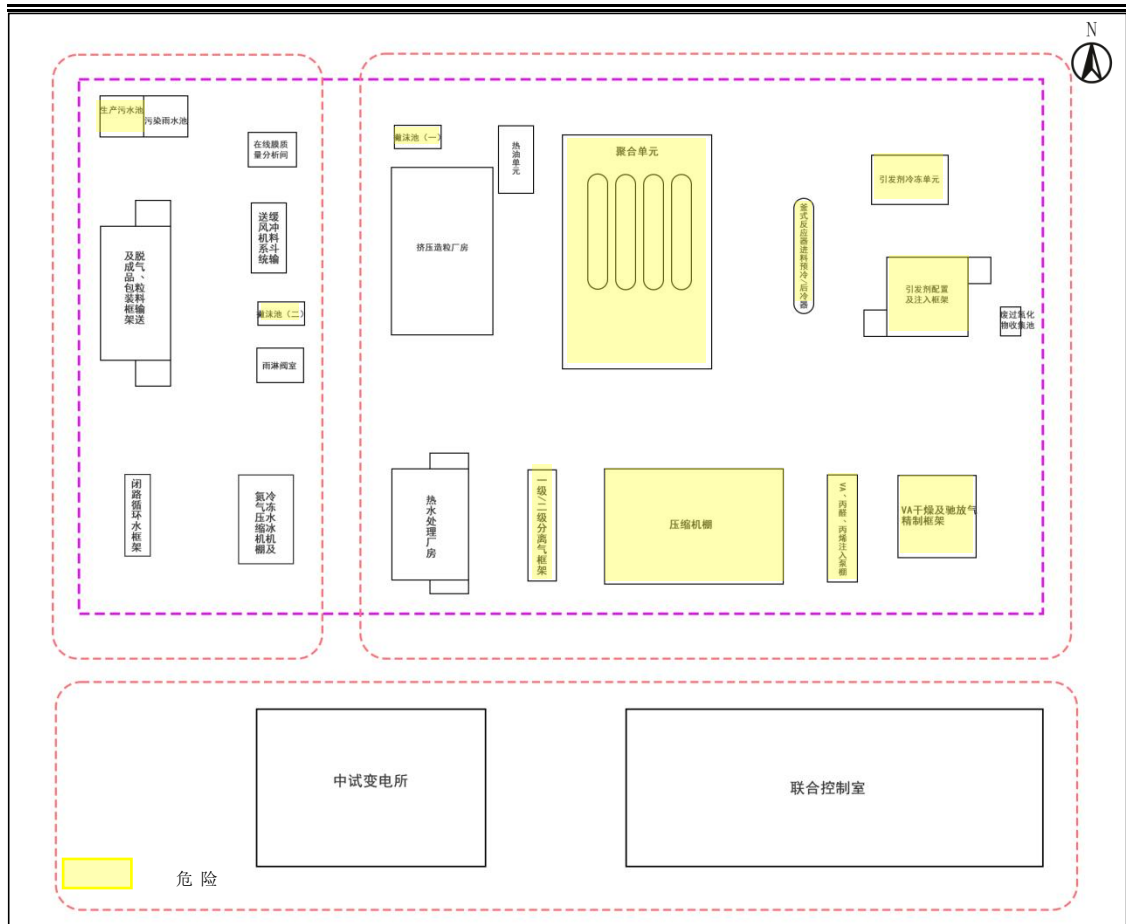 N
生产污水池
污染雨水池
在线膜质
量分析间
撇沫池（一）
热油单元
聚合单元
引发剂冷冻单元
缓冲料斗输
送风机系统
挤压造粒厂房
釜式反应器进料预冷/后冷器
脱气、粒料输送
及成品包装框架
引发剂配置
及注入框架
撇沫池（二）
废过氧化
物收集池
雨淋阀室
闭路循环水框架
冷冻水冰机及
氮气压缩机棚
热水处理厂房
一级/二级分离气框架
压缩机棚
VA、丙醛、丙烯注入泵棚
VA干燥及驰放气
精制框架
中试变电所
联合控制室
危险